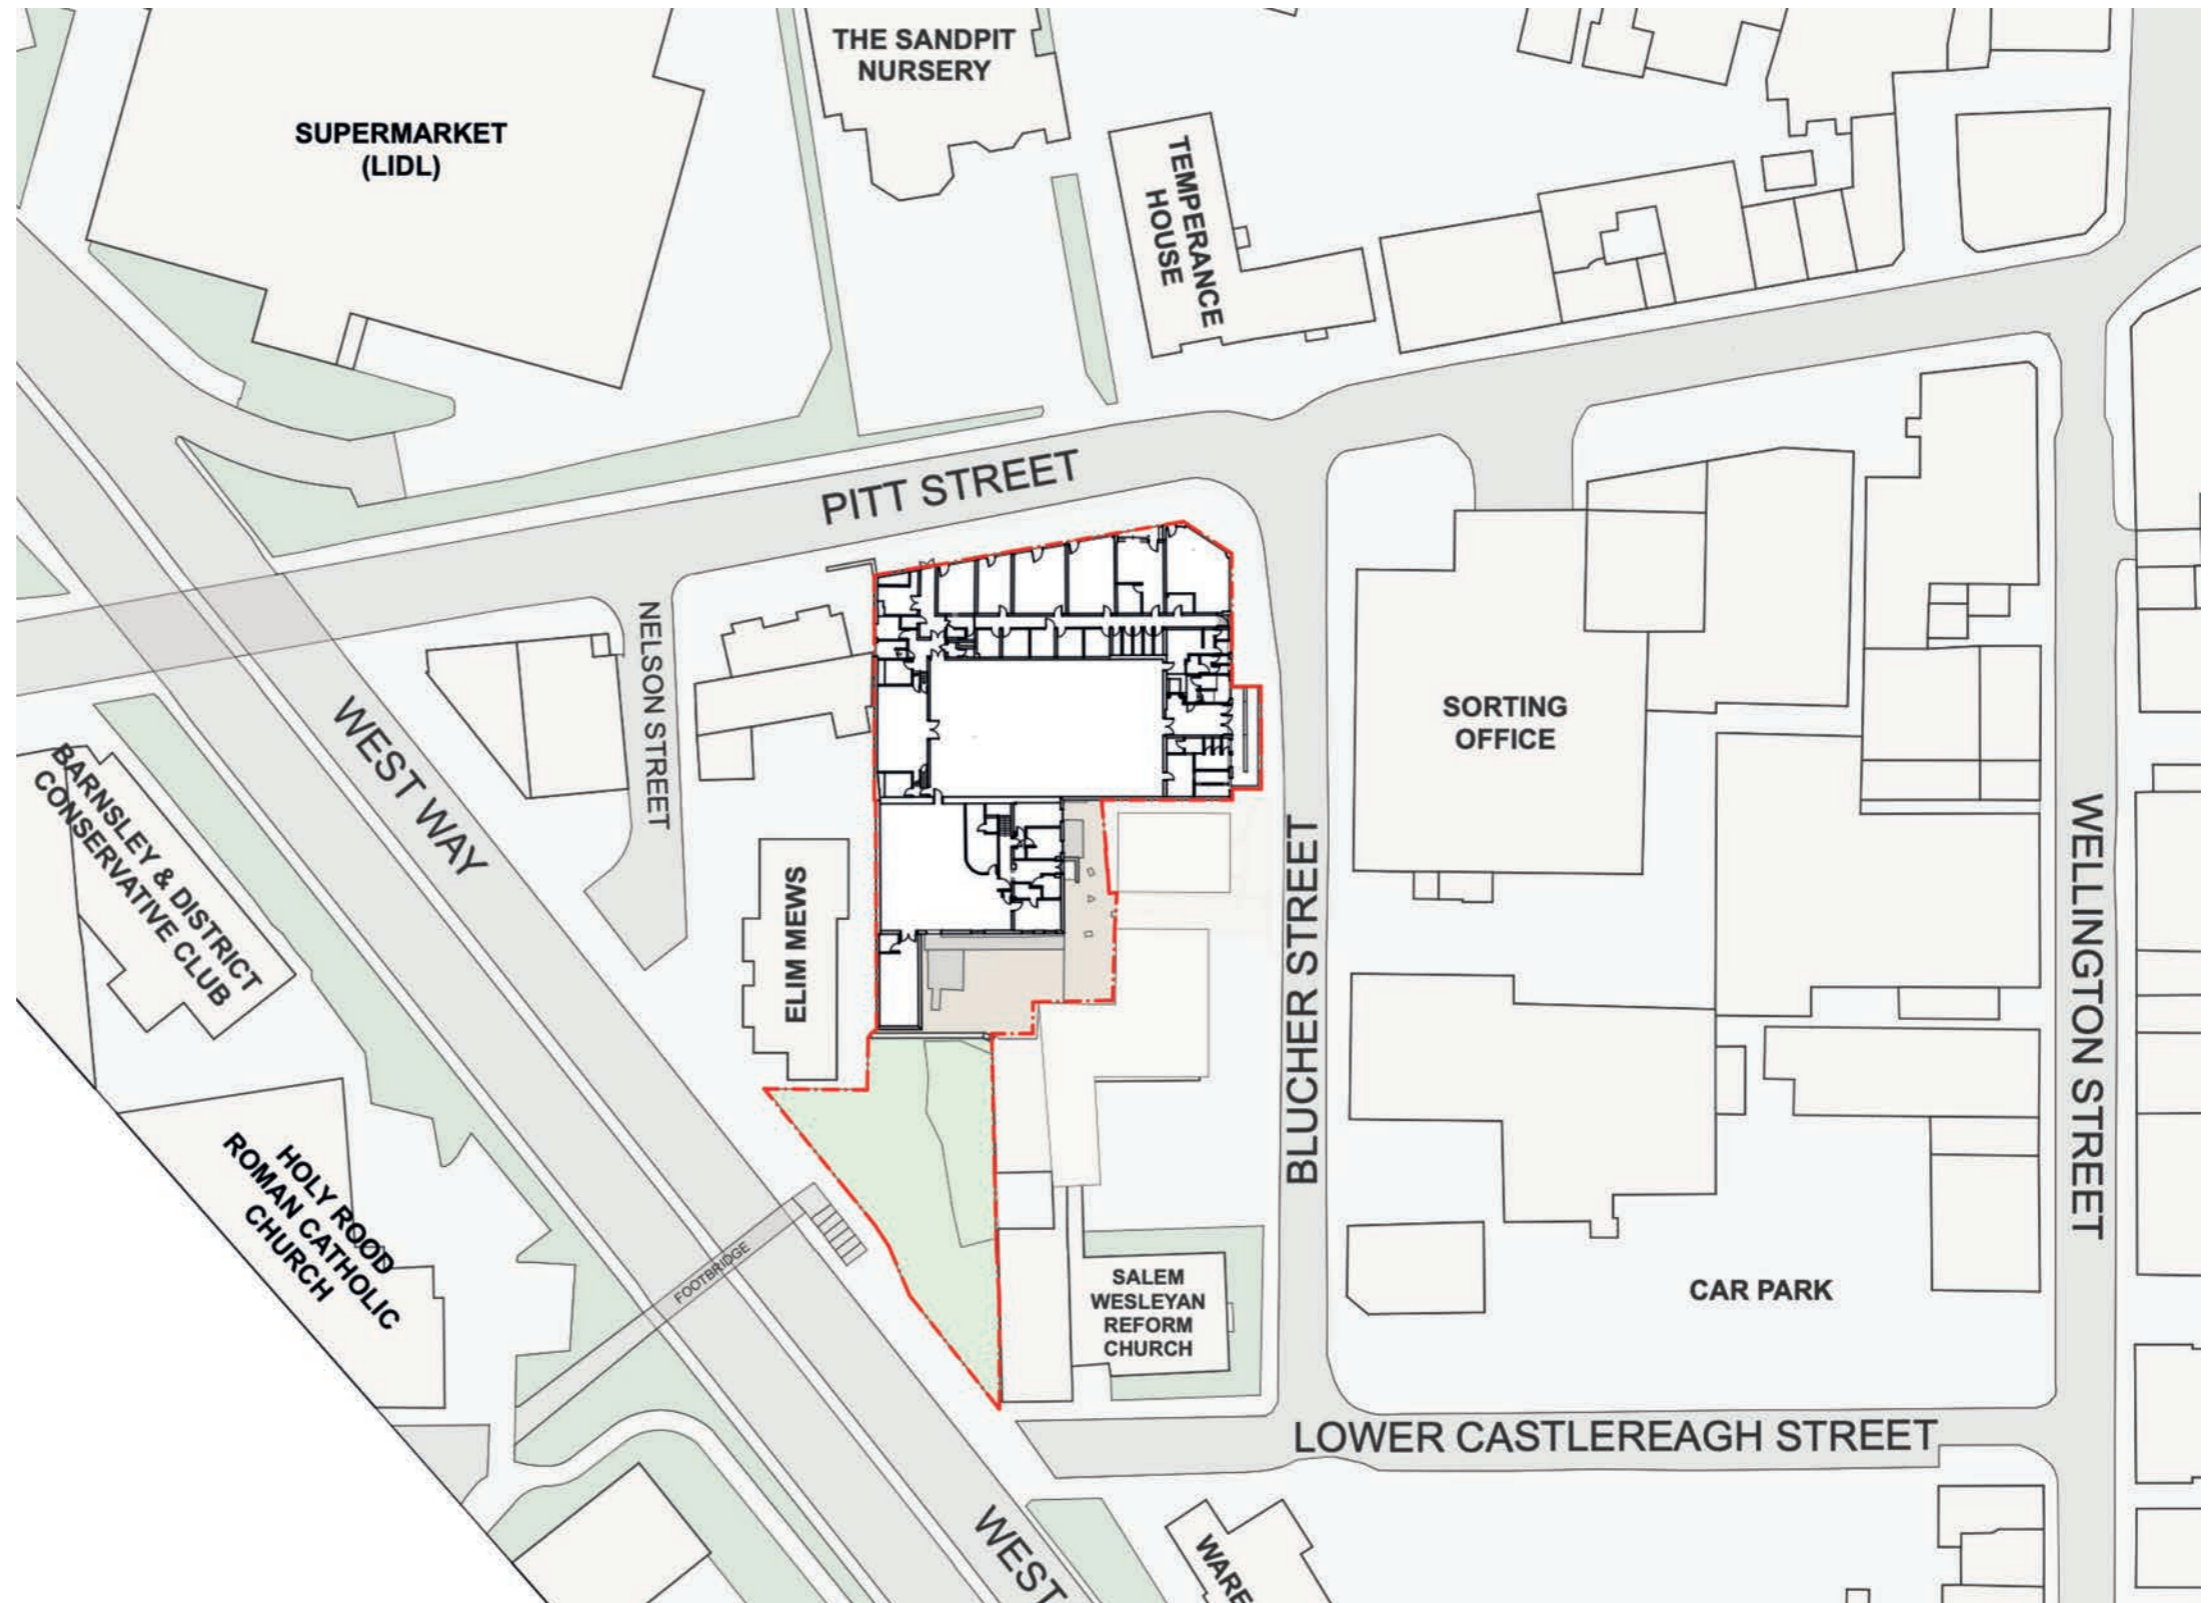 THE SANDPIT
NURSERY
SUPERMARKET
(LIDL)
TEMPERANCE
HOUSE
PITT STREET
NELSON STREET
WEST WAY
SORTING
OFFICE
BARNSLEY & DISTRICT
CONSERVATIVE CLUB
ELIM MEWS
BLUCHER STREET
WELLINGTON STREET
HOLY ROOD
ROMAN CATHOLIC
CHURCH
FOOTBRIDGE
SALEM
WESLEYAN
REFORM
CHURCH
CAR PARK
LOWER CASTLEREAGH STREET
WEST
WARE